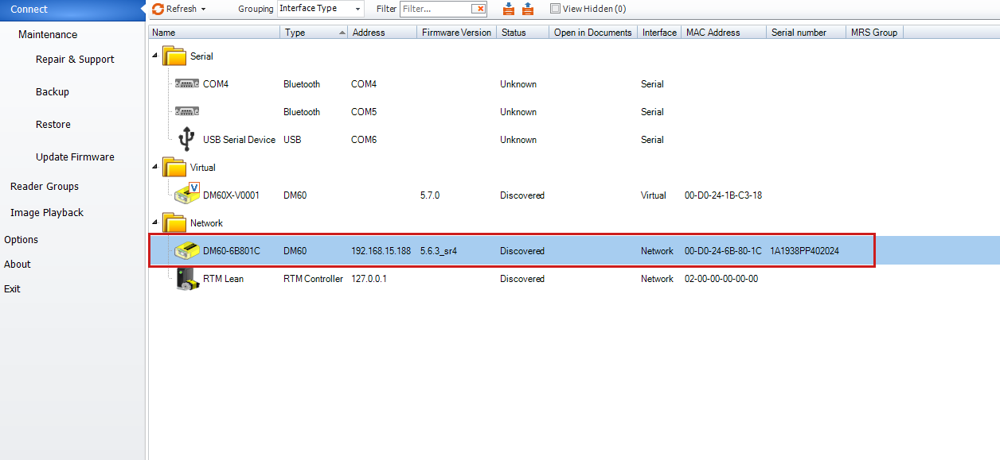 Connect
Maintenance
Repair & Support
Backup
Restore
Update Firmware
Reader Groups
Image Playback
Options
About
Exit
Refresh Grouping Interface Type Filter Filter... View Hidden (0)
Name Type Address Firmware Version Status Open in Documents Interface MAC Address Serial number MRS Group
Serial
COM4 Bluetooth COM4 Unknown Serial
Bluetooth COM5 Unknown Serial
USB Serial Device USB COM6 Unknown Serial
Virtual
V
DM60X-V0001 DM60 5.7.0 Discovered Virtual 00-D0-24-1B-C3-18
Network
DM60-6B801C DM60 192.168.15.188 5.6.3_sr4 Discovered Network 00-D0-24-6B-80-1C 1A1938PP402024
RTM Lean RTM Controller 127.0.0.1 Discovered Network 02-00-00-00-00-00